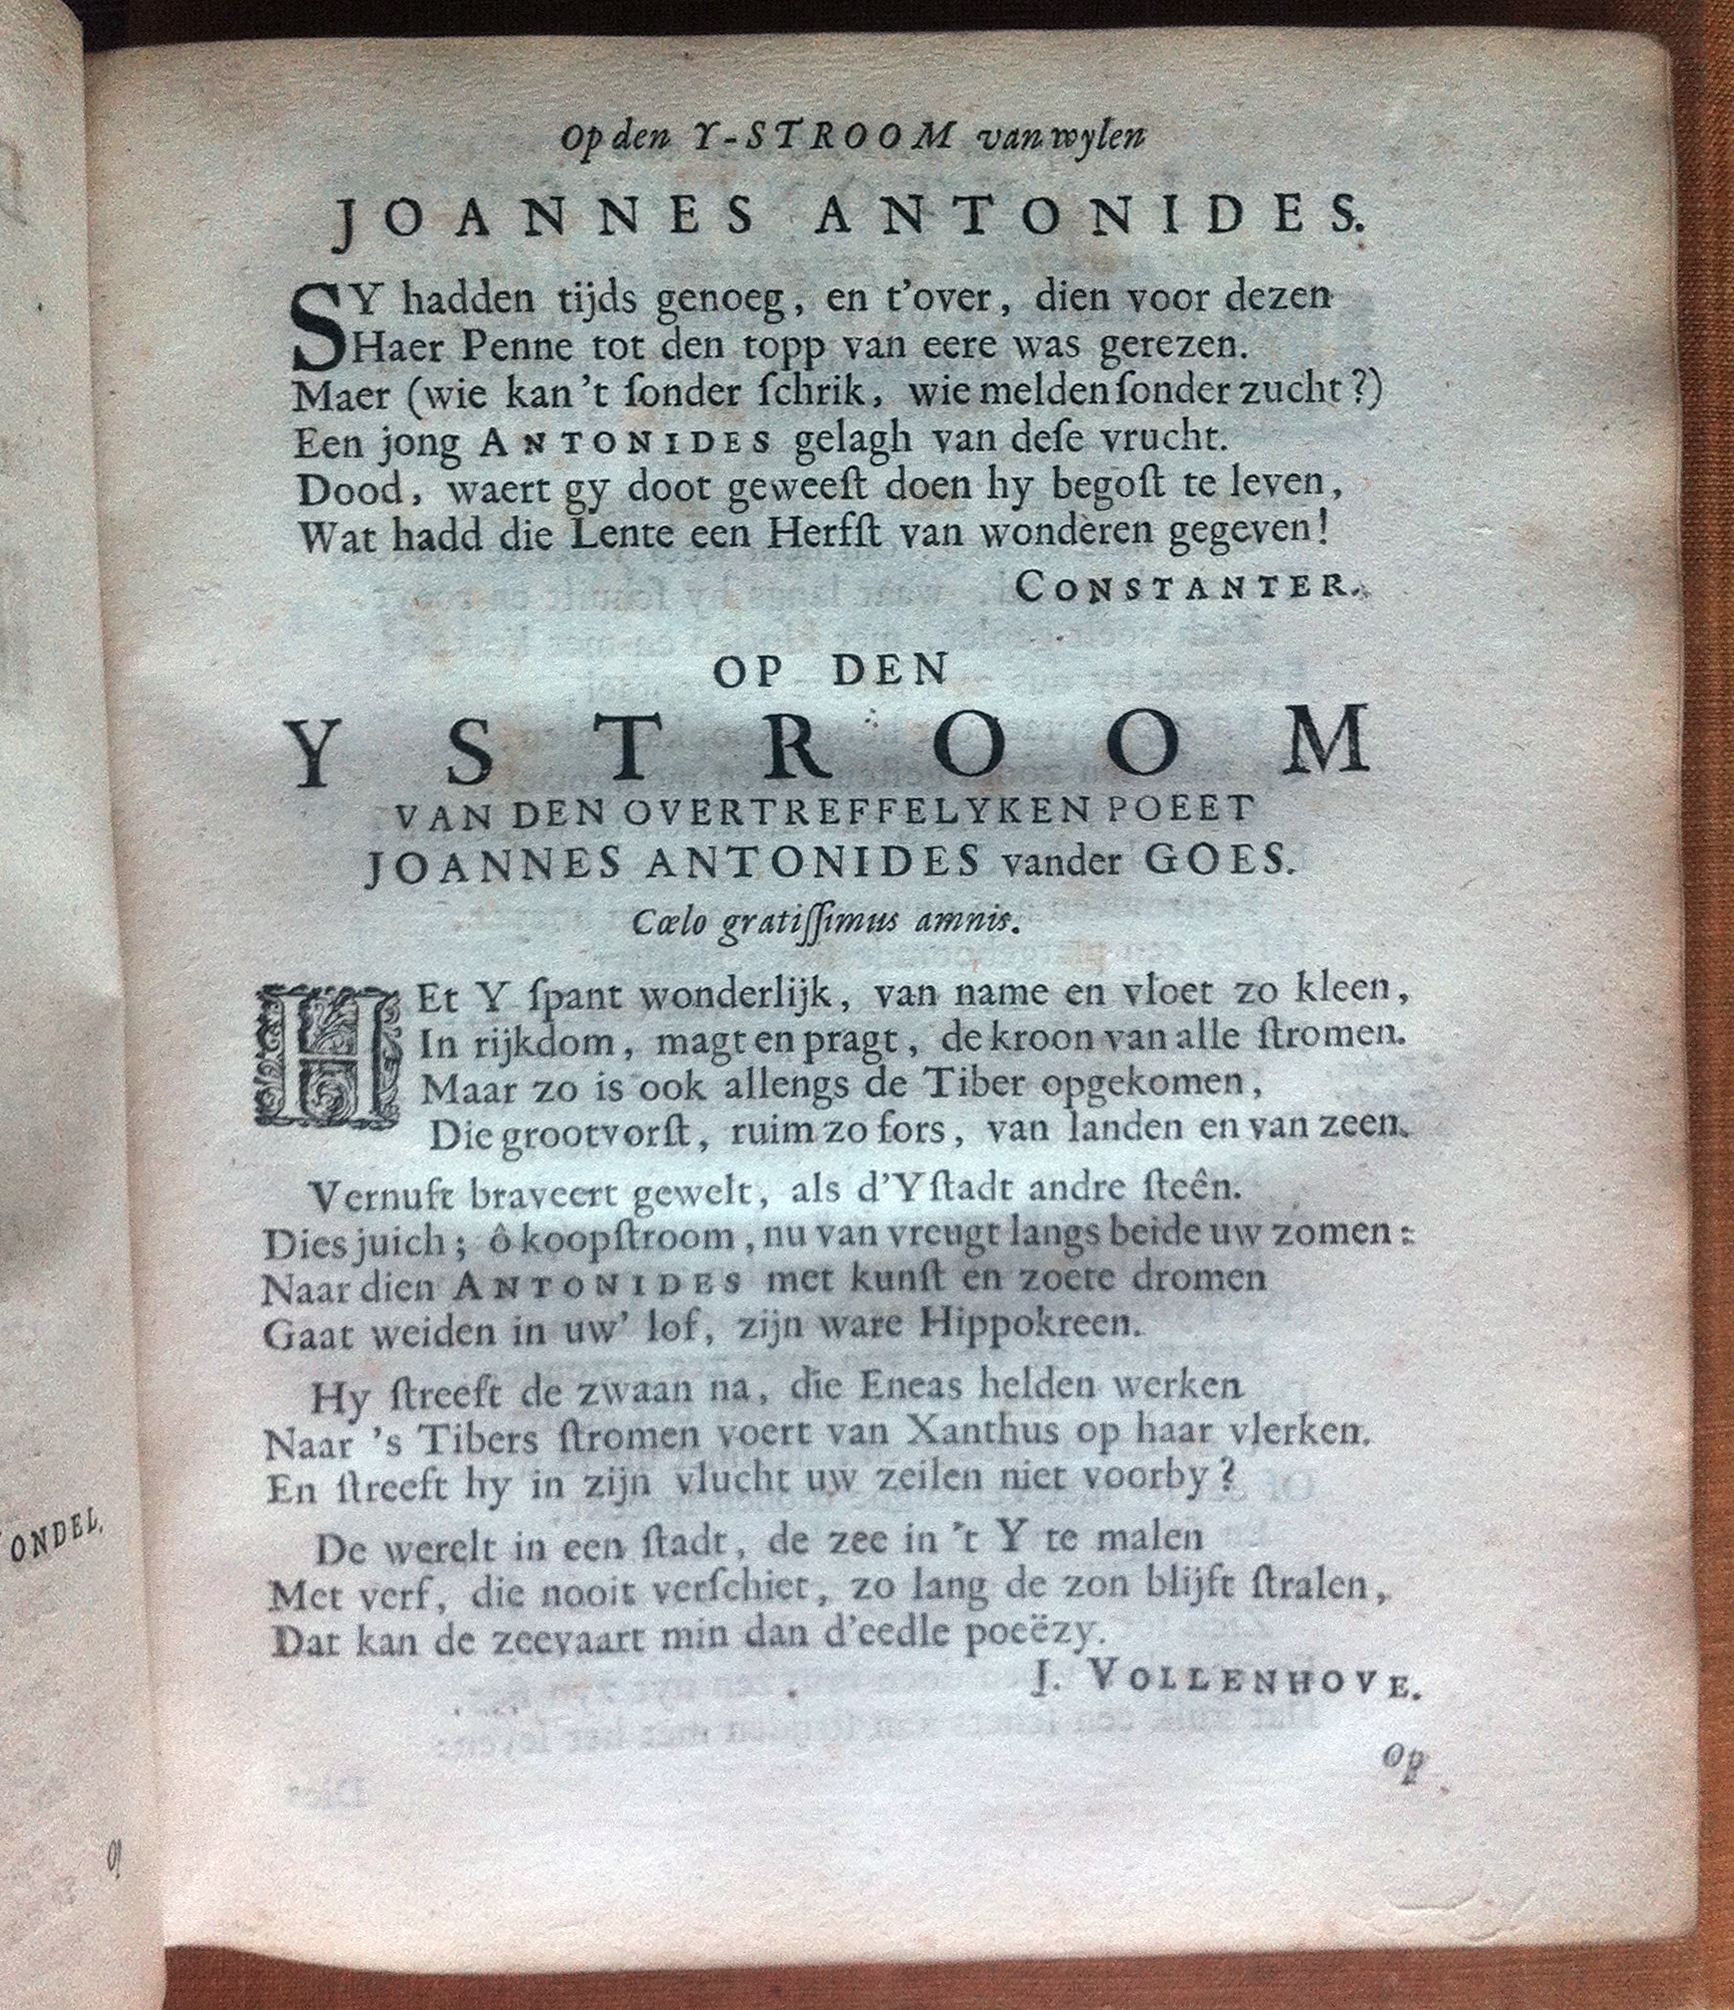 Op den Y-STROOM van wylen
JOANNES ANTONIDES.
SY hadden tijds genoeg, en t'over, dien voor dezen
Haer Penne tot den topp van eere was gerezen.
Maer (wie kan 't ſonder ſchrik, wie melden ſonder zucht?)
Een jong ANTONIDES gelagh van deſe vrucht.
Dood, waert gy doot geweeſt doen hy begoſt te leven,
Wat hadd die Lente een Herfſt van wonderen gegeven!
CONSTANTER.
OP DEN
YSTROOM
VAN DEN OVERTREFFELYKEN POEET
JOANNES ANTONIDES vander GOES.
Cœlo gratiſſimus amnis.
HEt Y ſpant wonderlijk, van name en vloet zo kleen,
In rijkdom, magt en pragt, de kroon van alle ſtromen.
Maar zo is ook allengs de Tiber opgekomen,
Die grootvorſt, ruim zo fors, van landen en van zeen.
Vernuft braveert gewelt, als d'Yſtadt andre ſteên.
Dies juich; ô koopſtroom, nu van vreugt langs beide uw zomen:
Naar dien ANTONIDES met kunſt en zoete dromen
Gaat weiden in uw' lof, zijn ware Hippokreen.
Hy ſtreeft de zwaan na, die Eneas helden werken
Naar 's Tibers ſtromen voert van Xanthus op haar vlerken.
En ſtreeft hy in zijn vlucht uw zeilen niet voorby?
De werelt in een ſtadt, de zee in 't Y te malen
Met verf, die nooit verſchiet, zo lang de zon blijft ſtralen,
Dat kan de zeevaart min dan d'eedle poeëzy.
J. VOLLENHOVE.
Op
ONDEL.